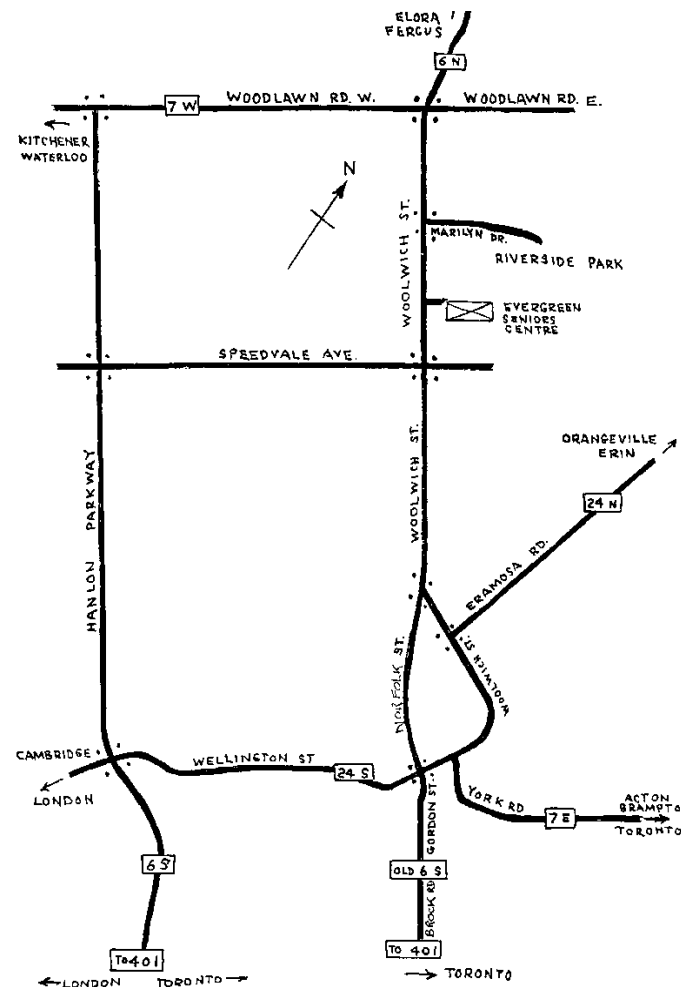 ELORA
FERGUS
6 N
7 W
WOODLAWN RD. W.
WOODLAWN RD. E.
KITCHENER
WATERLOO
N
WOOLWICH ST.
MARILYN DR.
RIVERSIDE PARK
EVERGREEN
SENIORS
CENTRE
SPEEDVALE AVE.
WOOLWICH ST.
ORANGEVILLE
ERIN
24 N
ERAMOSA RD.
HANLON PARKWAY
WOOLWICH ST.
NORFOLK ST.
CAMBRIDGE
WELLINGTON ST
24 S
LONDON
YORK RD
7 E
ACTON
BRAMPTO
TORONTO
GORDON ST.
6 S
OLD 6 S
BROCK RD
TO 401
TO 401
LONDON
TORONTO
TORONTO